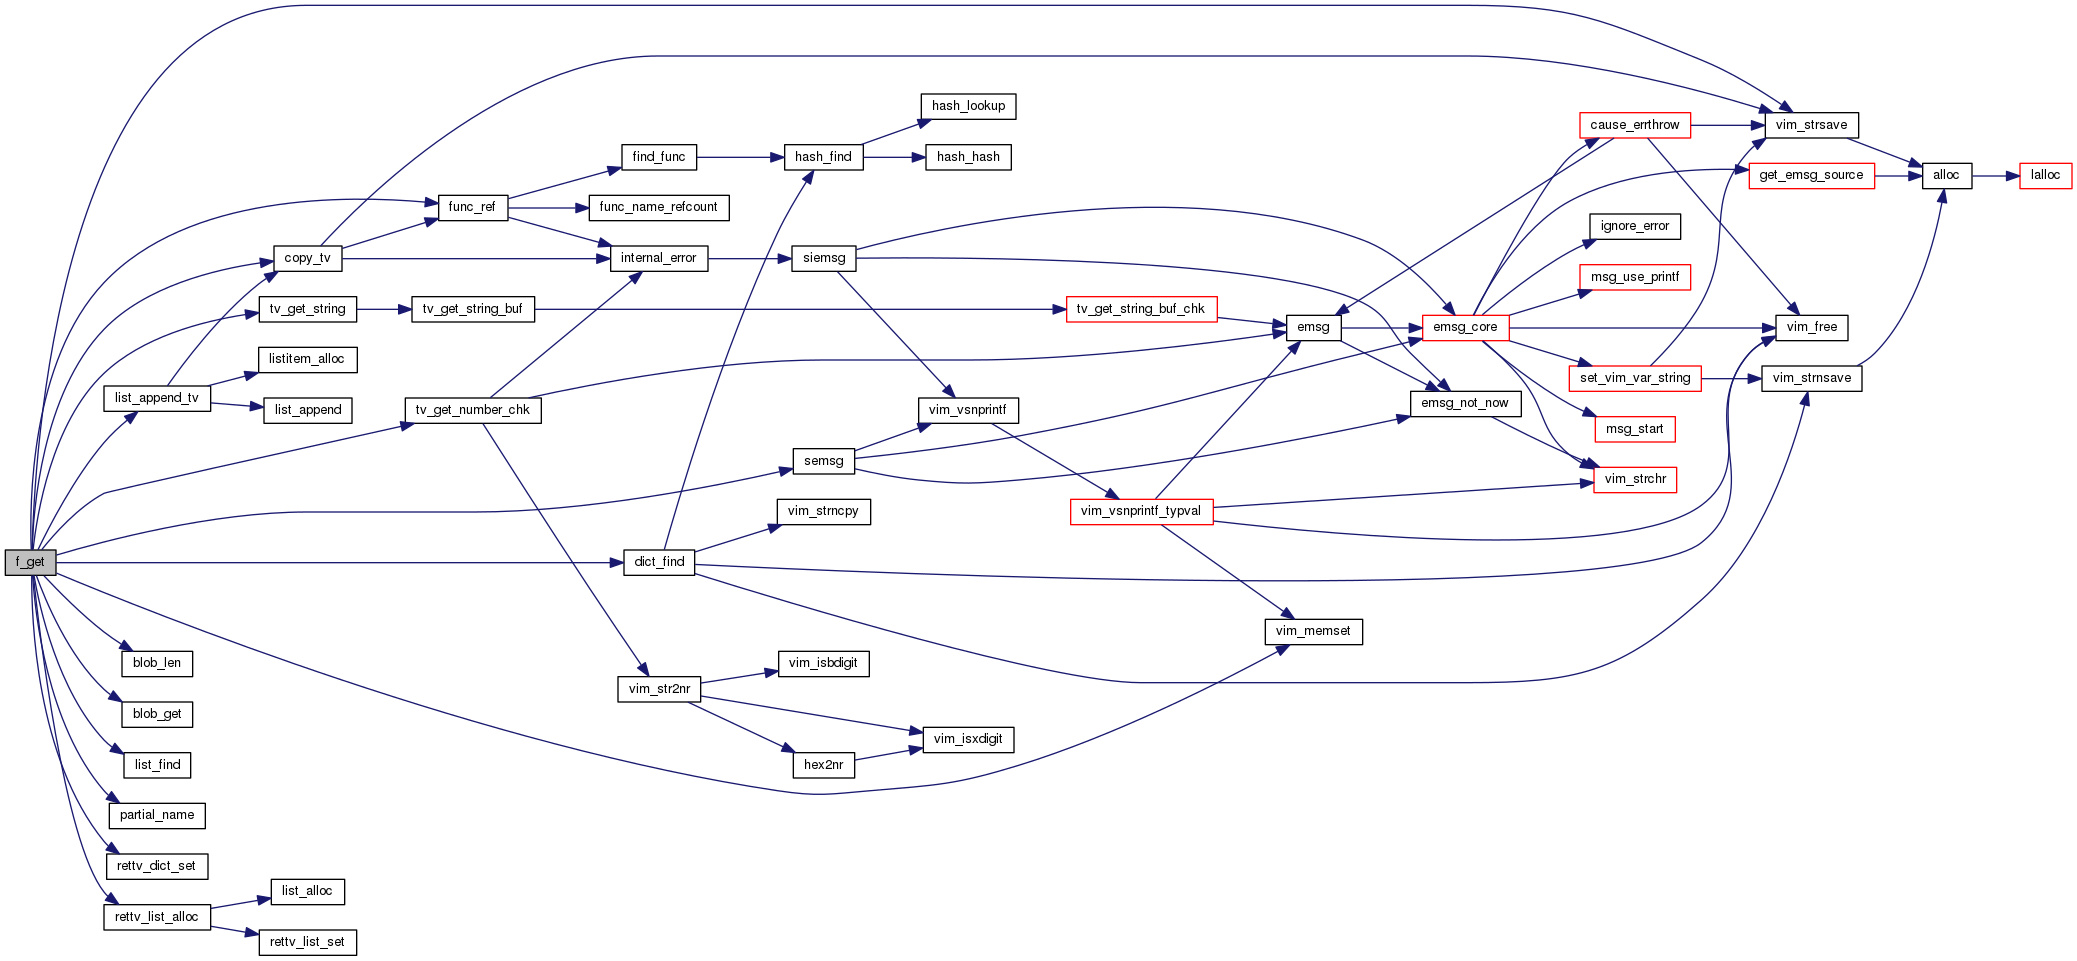 hash_lookup
cause_errthrow
vim_strsave
find_func
hash_find
hash_hash
get_emsg_source
alloc
lalloc
func_ref
func_name_refcount
ignore_error
copy_tv
internal_error
siemsg
msg_use_printf
tv_get_string
tv_get_string_buf
tv_get_string_buf_chk
emsg
emsg_core
vim_free
listitem_alloc
set_vim_var_string
vim_strnsave
list_append_tv
list_append
tv_get_number_chk
vim_vsnprintf
emsg_not_now
msg_start
semsg
vim_strchr
vim_strncpy
vim_vsnprintf_typval
f_get
dict_find
vim_memset
blob_len
vim_isbdigit
vim_str2nr
blob_get
vim_isxdigit
list_find
hex2nr
partial_name
rettv_dict_set
list_alloc
rettv_list_alloc
rettv_list_set